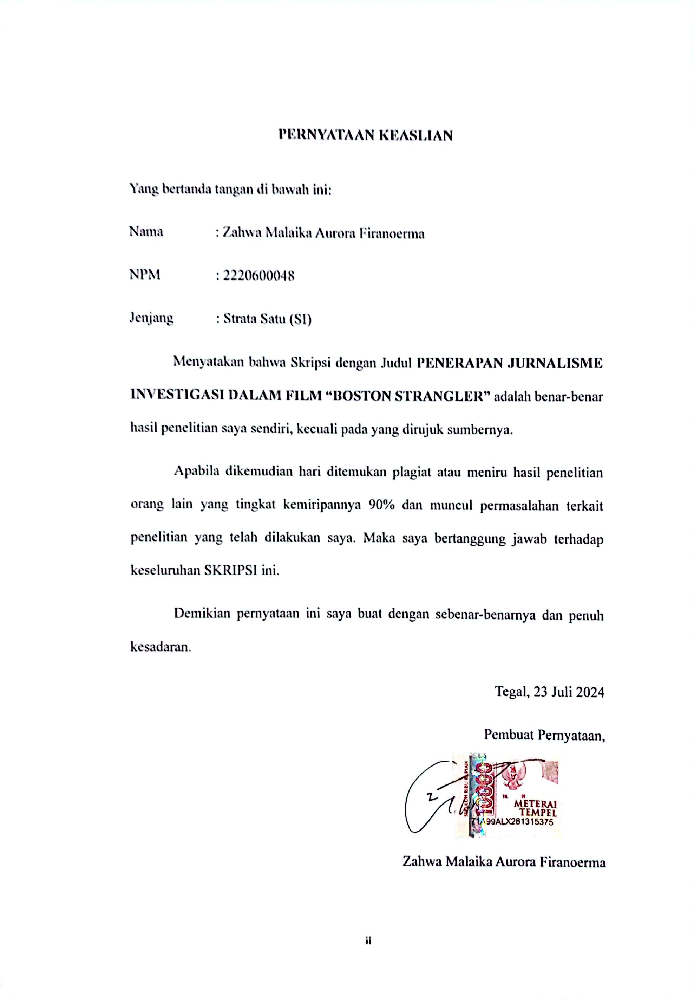 PERNYATAAN KEASLIAN
Yang bertanda tangan di bawah ini:
Nama : Zahwa Malaika Aurora Firanoerma
NPM : 2220600048
Jenjang : Strata Satu (SI)
Menyatakan bahwa Skripsi dengan Judul PENERAPAN JURNALISME
INVESTIGASI DALAM FILM “BOSTON STRANGLER” adalah benar-benar
hasil penelitian saya sendiri, kecuali pada yang dirujuk sumbernya.
Apabila dikemudian hari ditemukan plagiat atau meniru hasil penelitian
orang lain yang tingkat kemiripannya 90% dan muncul permasalahan terkait
penelitian yang telah dilakukan saya. Maka saya bertanggung jawab terhadap
keseluruhan SKRIPSI ini.
Demikian pernyataan ini saya buat dengan sebenar-benarnya dan penuh
kesadaran.
Tegal, 23 Juli 2024
Pembuat Pernyataan,
SEPULUH RIBU RUPIAH
10000
TGL. 20
METERAI
TEMPEL
99ALX281315375
Zahwa Malaika Aurora Firanoerma
ii